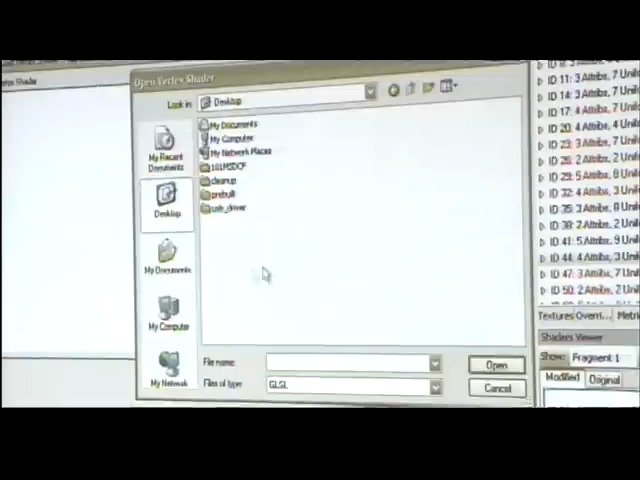 Open Vertex Shader
Look in:
Desktop
My Recent
Documents
Desktop
My Documents
My Computer
My Network
My Documents
My Computer
My Network Places
101MSDCF
cleanup
prebuilt
usb_driver
File name:
Open
Files of type
GLSL
Cancel
ID 11: 3 Attribs, 7 Unif
ID 14: 3 Attribs, 7 Unif
ID 17: 4 Attribs, 7 Unif
ID 20: 4 Attribs, 4 Unif
ID 23: 3 Attribs, 7 Unif
ID 26: 2 Attribs, 2 Unif
ID 29: 5 Attribs, 8 Unif
ID 32: 4 Attribs, 3 Unif
ID 35: 3 Attribs, 8 Unif
ID 38: 2 Attribs, 2 Unif
ID 41: 5 Attribs, 9 Unif
ID 44: 4 Attribs, 3 Unif
ID 47: 3 Attribs, 7 Unif
ID 50: 2 Attribs, 2 Unif
Textures Overri... Metri
Shaders Viewer
Show: Fragment 1
Modified Original